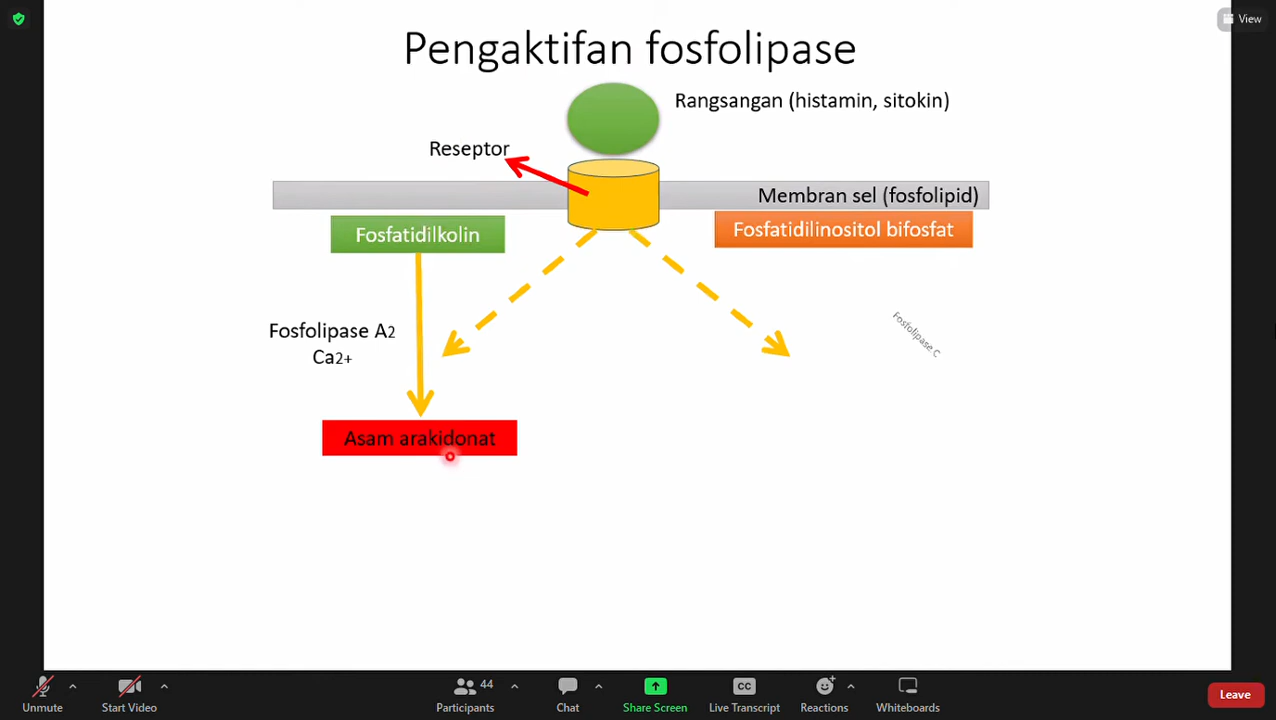 View
Pengaktifan fosfolipase
Rangsangan (histamin, sitokin)
Reseptor
Membran sel (fosfolipid)
Fosfatidilkolin
Fosfatidilinositol bifosfat
Fosfolipase A2
Ca2+
Fosfolipase C
Asam arakidonat
44
Unmute
Start Video
Participants
Chat
Share Screen
CC
Live Transcript
Reactions
Whiteboards
Leave